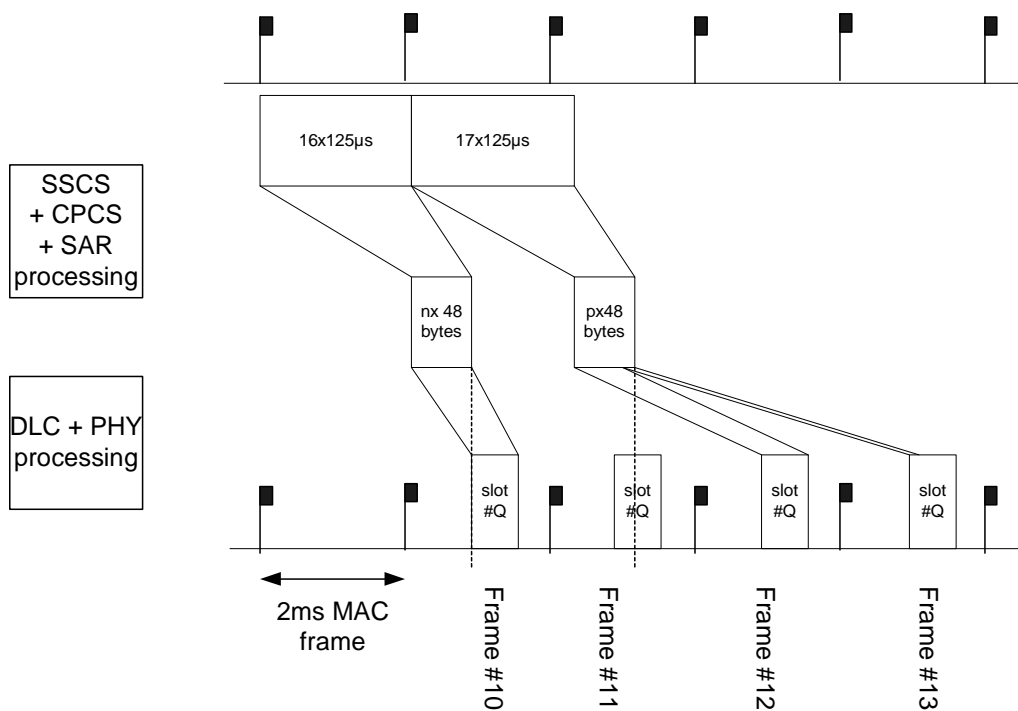 16x125µs
17x125µs
SSCS
+ CPCS
+ SAR
processing
nx 48
bytes
px48
bytes
DLC + PHY
processing
slot
#Q
slot
#Q
slot
#Q
slot
#Q
2ms MAC
frame
Frame #10
Frame #11
Frame #12
Frame #13